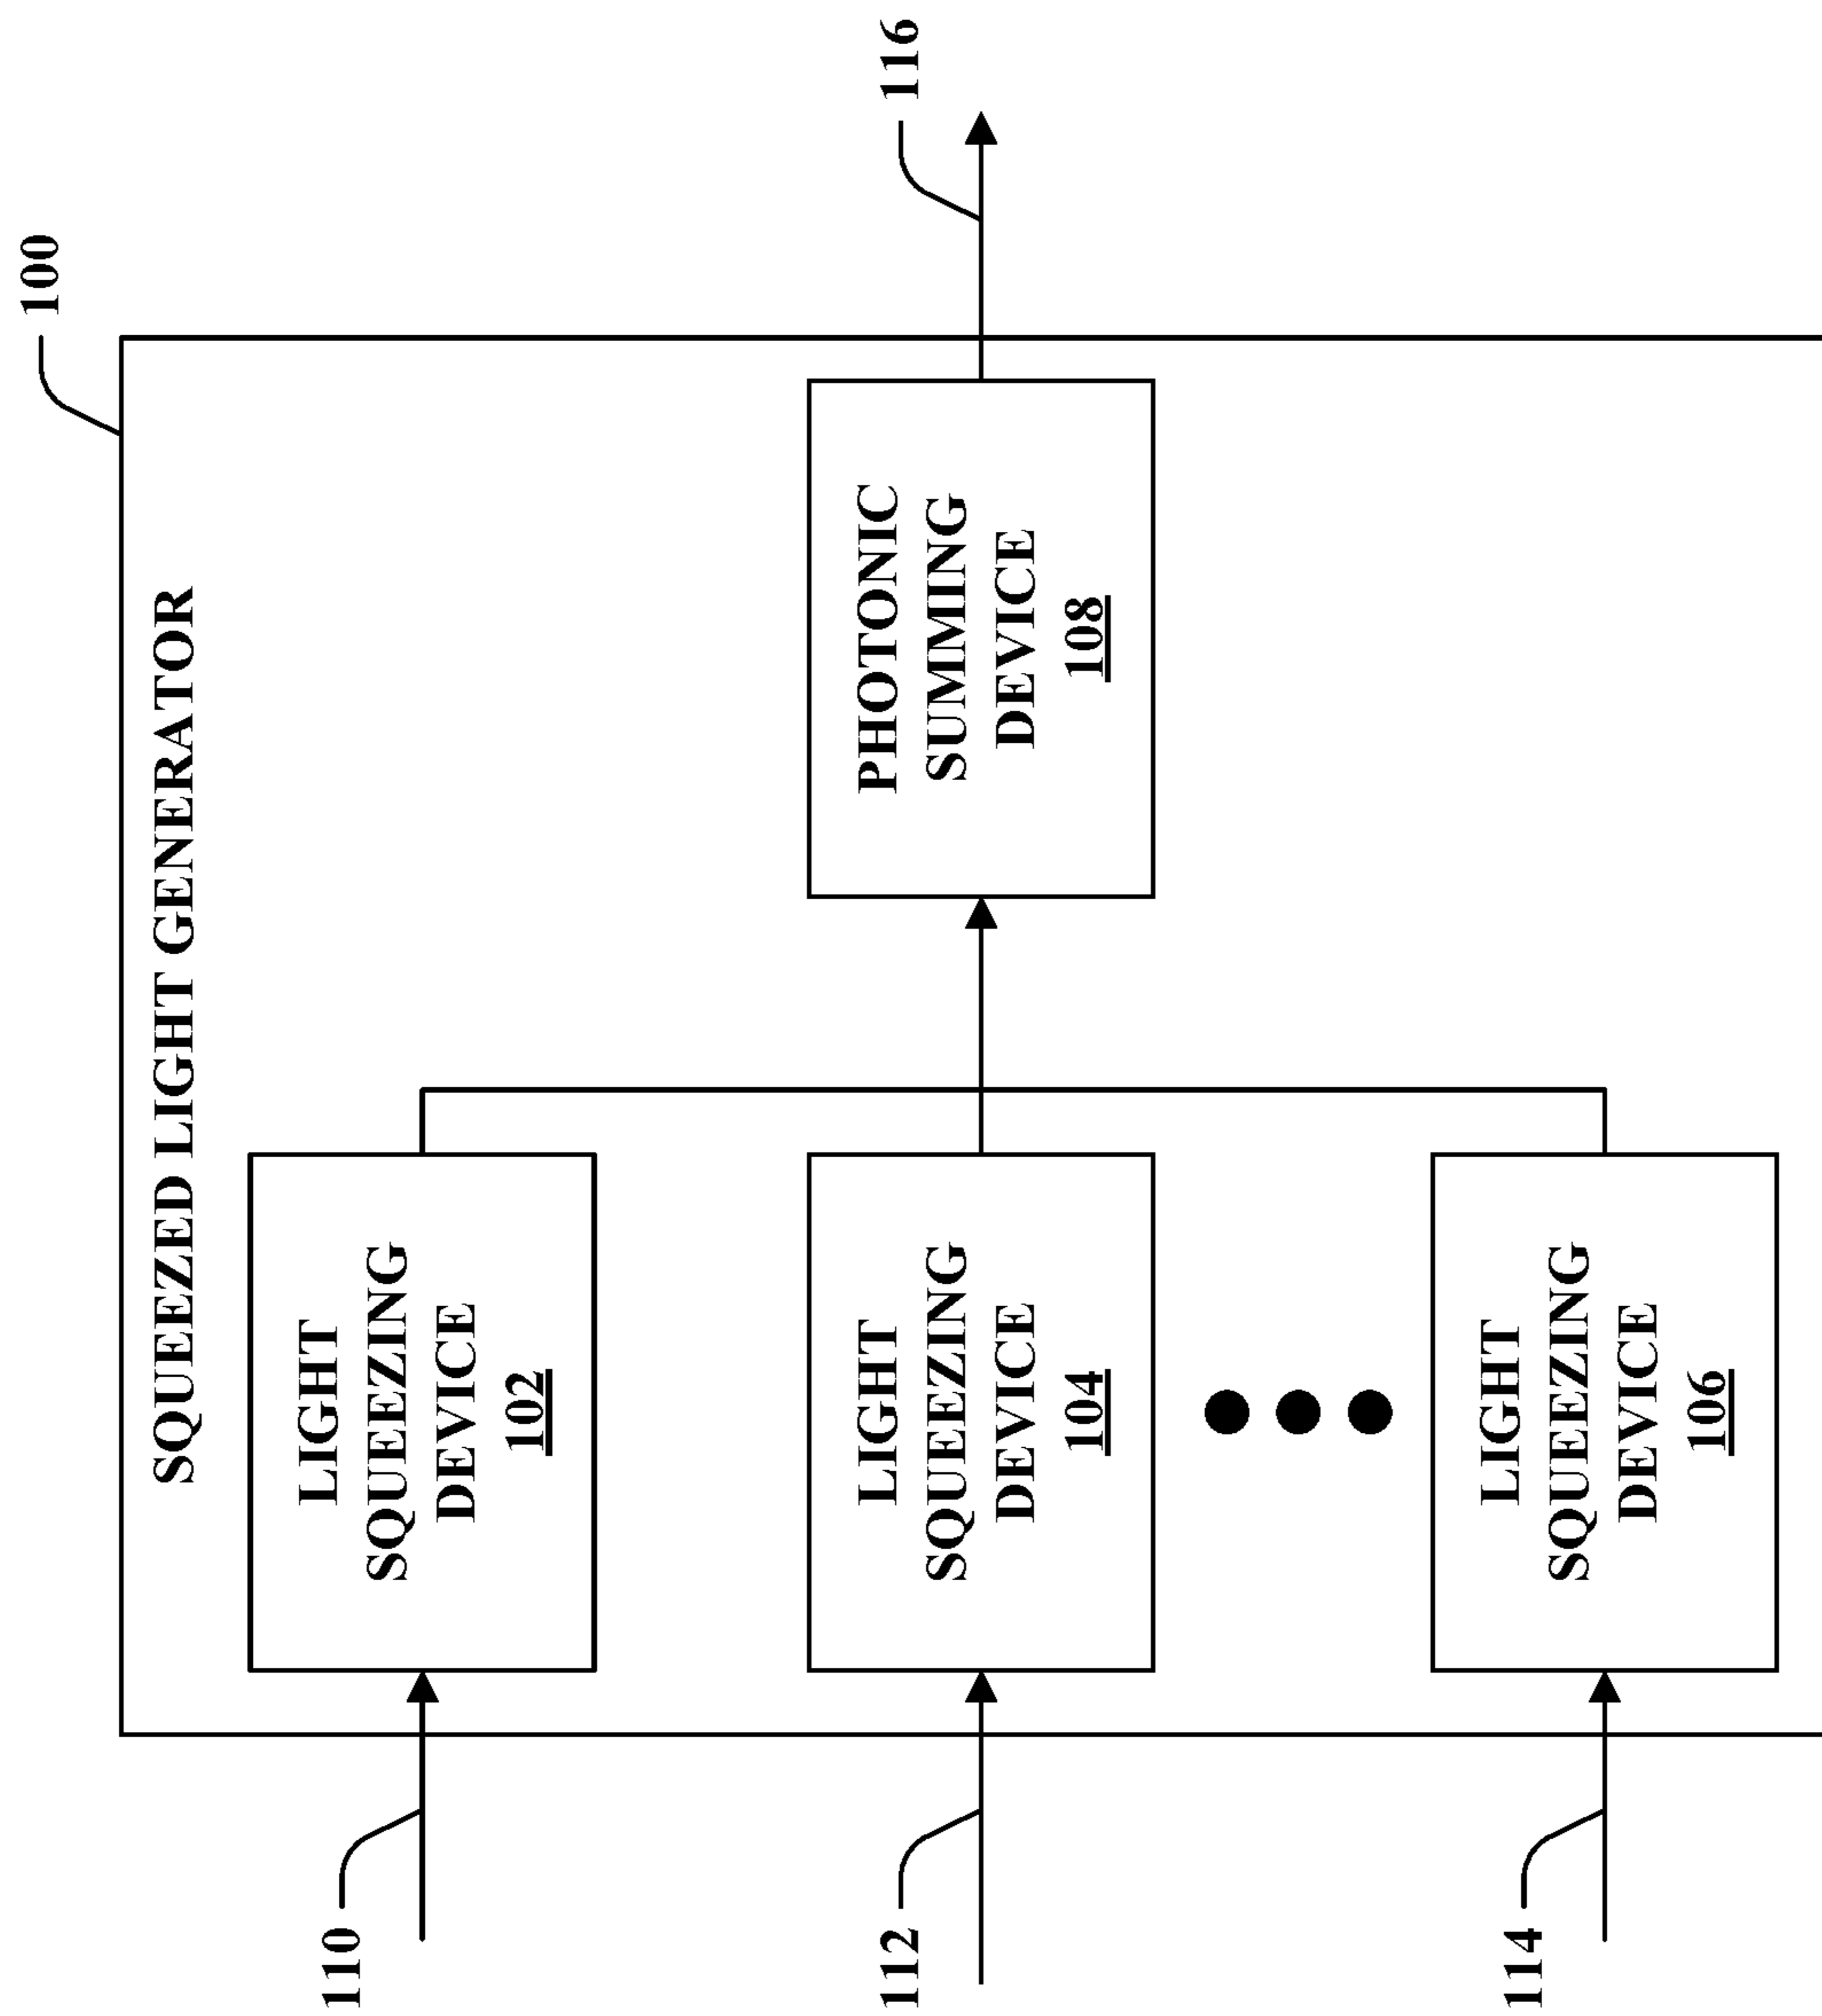 100
SQUEEZED LIGHT GENERATOR
110
LIGHT
SQUEEZING
DEVICE
102
112
LIGHT
SQUEEZING
DEVICE
104
PHOTONIC
SUMMING
DEVICE
108
116
114
LIGHT
SQUEEZING
DEVICE
106